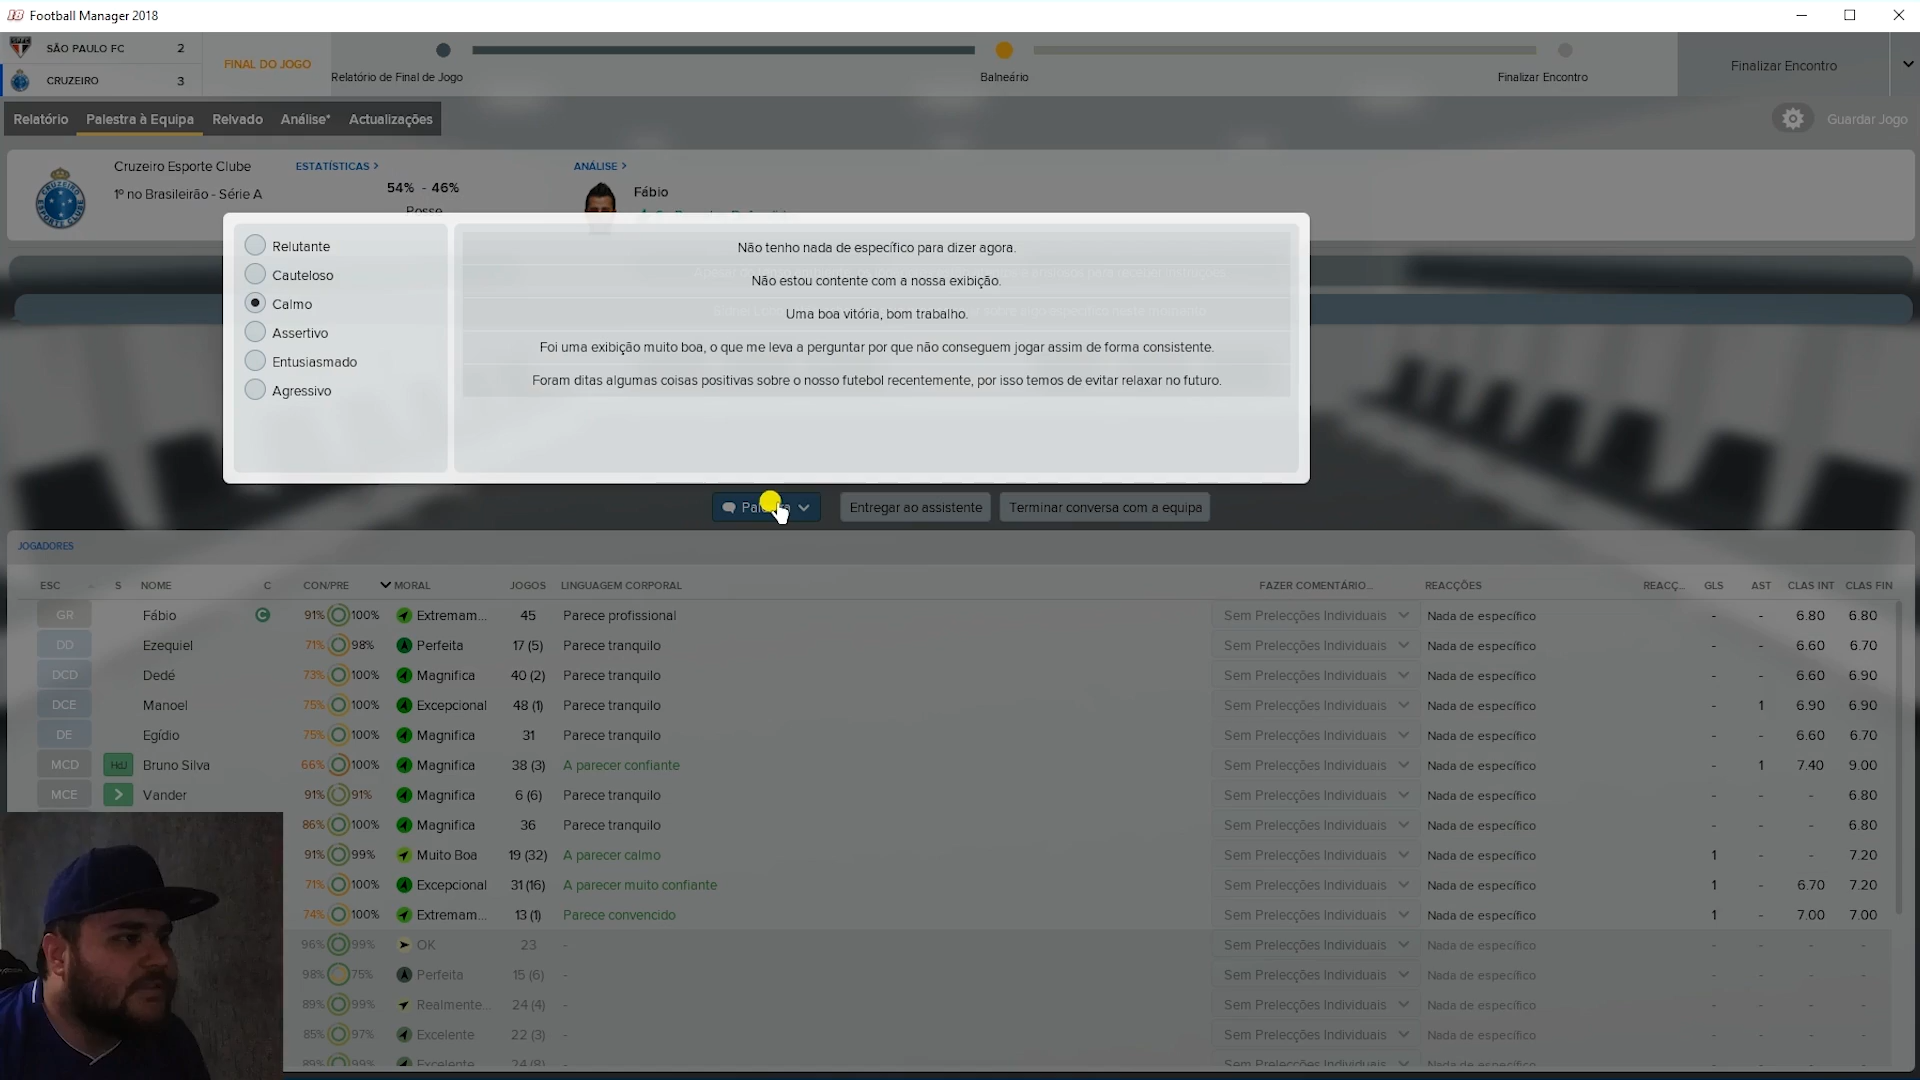 Football Manager 2018
SÃO PAULO FC 2
CRUZEIRO 3
FINAL DO JOGO
Relatório de Final de Jogo
Balneário
Finalizar Encontro
Finalizar Encontro
Relatório Palestra à Equipa Relvado Análise* Actualizações
Guardar Jogo
Cruzeiro Esporte Clube
1º no Brasileirão - Série A
ESTATÍSTICAS >
54% - 46%
Posse
ANÁLISE >
Fábio
Relutante
Cauteloso
Calmo
Assertivo
Entusiasmado
Agressivo
Não tenho nada de específico para dizer agora.
Não estou contente com a nossa exibição.
Uma boa vitória, bom trabalho.
Foi uma exibição muito boa, o que me leva a perguntar por que não conseguem jogar assim de forma consistente.
Foram ditas algumas coisas positivas sobre o nosso futebol recentemente, por isso temos de evitar relaxar no futuro.
Entregar ao assistente
Terminar conversa com a equipa
JOGADORES
ESC S NOME C CON/PRE MORAL JOGOS LINGUAGEM CORPORAL FAZER COMENTÁRIO... REACÇÕES REACÇ... GLS AST CLAS INT CLAS FIN
GR Fábio C 91% 100% Extremam... 45 Parece profissional Sem Prelecções Individuais Nada de específico - - 6.80 6.80
DD Ezequiel 71% 98% Perfeita 17 (5) Parece tranquilo Sem Prelecções Individuais Nada de específico - - 6.60 6.70
DCD Dedé 73% 100% Magnifica 40 (2) Parece tranquilo Sem Prelecções Individuais Nada de específico - - 6.60 6.90
DCE Manoel 75% 100% Excepcional 48 (1) Parece tranquilo Sem Prelecções Individuais Nada de específico - 1 6.90 6.90
DE Egídio 75% 100% Magnifica 31 Parece tranquilo Sem Prelecções Individuais Nada de específico - - 6.60 6.70
MCD HdJ Bruno Silva 66% 100% Magnifica 38 (3) A parecer confiante Sem Prelecções Individuais Nada de específico - 1 7.40 9.00
MCE Vander 91% 91% Magnifica 6 (6) Parece tranquilo Sem Prelecções Individuais Nada de específico - - - 6.80
86% 100% Magnifica 36 Parece tranquilo Sem Prelecções Individuais Nada de específico - - - 6.80
91% 99% Muito Boa 19 (32) A parecer calmo Sem Prelecções Individuais Nada de específico 1 - - 7.20
71% 100% Excepcional 31 (16) A parecer muito confiante Sem Prelecções Individuais Nada de específico 1 - 6.70 7.20
74% 100% Extremam... 13 (1) Parece convencido Sem Prelecções Individuais Nada de específico 1 - 7.00 7.00
96% 99% OK 23 - Sem Prelecções Individuais Nada de específico - - - -
98% 75% Perfeita 15 (6) - Sem Prelecções Individuais Nada de específico - - - -
89% 99% Realmente... 24 (4) - Sem Prelecções Individuais Nada de específico - - - -
85% 97% Excelente 22 (3) - Sem Prelecções Individuais Nada de específico - - - -
89% 99% Excelente 24 (8) - Sem Prelecções Individuais Nada de específico - - - -